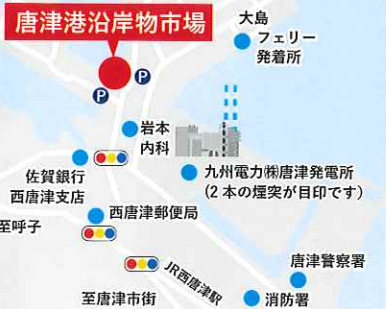 唐津港沿岸物市場
大島
フェリー
発着所
P
P
岩本
内科
佐賀銀行
西唐津支店
九州電力㈱唐津発電所
(2本の煙突が目印です)
至呼子
西唐津郵便局
JR西唐津駅
唐津警察署
至唐津市街
消防署